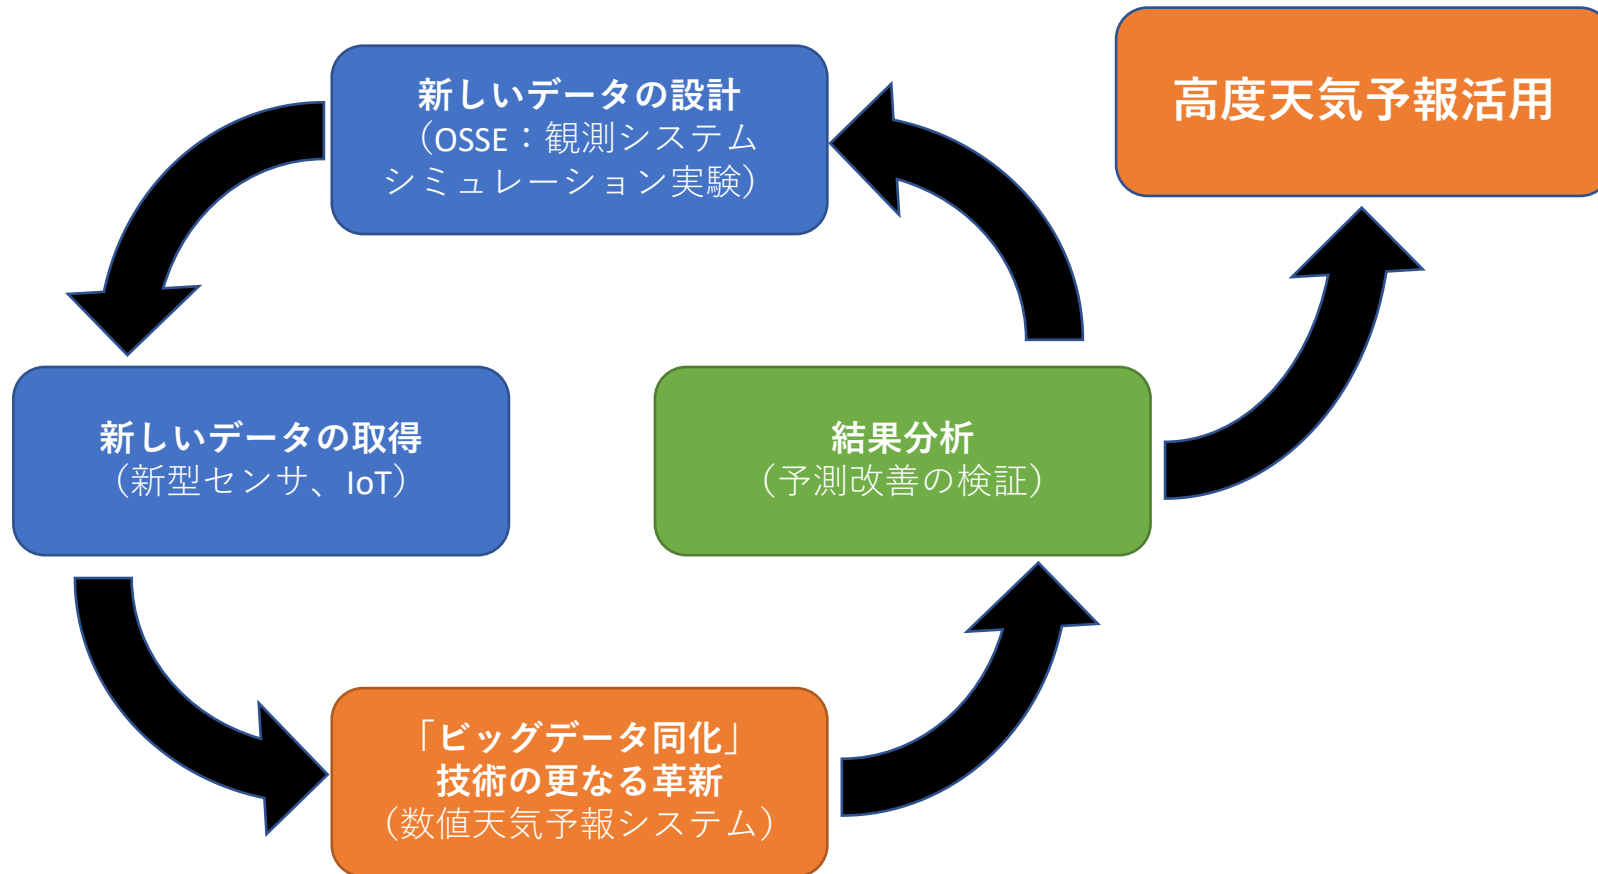 新しいデータの設計
（OSSE：観測システム
シミュレーション実験）
高度天気予報活用
新しいデータの取得
（新型センサ、IoT）
結果分析
（予測改善の検証）
「ビッグデータ同化」
技術の更なる革新
（数値天気予報システム）